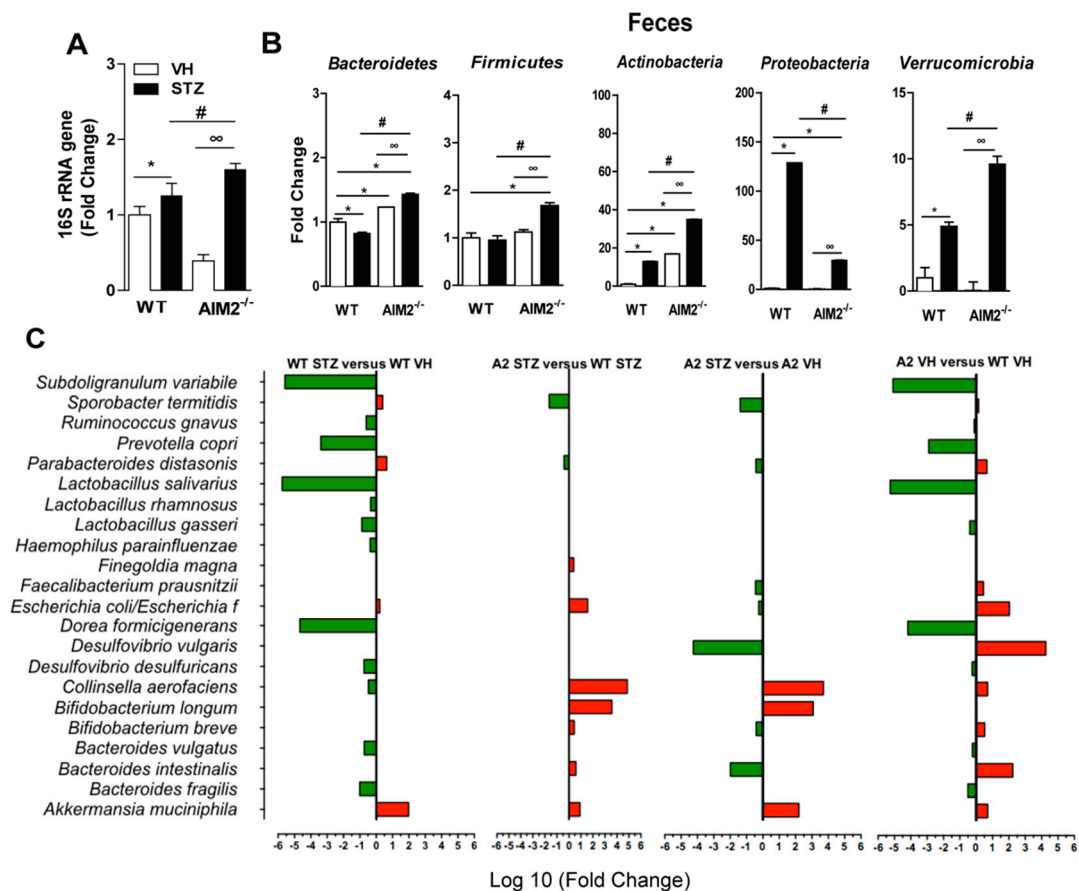 Feces
A
B
VH
STZ
16S rRNA gene
(Fold Change)
3
2
1
0
*
#
∞
WT AIM2-/-
Bacteroidetes Firmicutes Actinobacteria Proteobacteria Verrucomicrobia
Fold Change
3
2
1
0
*
*
*
∞
#
WT AIM2-/-
3
2
1
0
*
∞
#
WT AIM2-/-
100
80
60
40
20
0
*
*
*
∞
#
WT AIM2-/-
200
150
100
50
0
*
*
#
∞
WT AIM2-/-
15
10
5
0
*
∞
#
WT AIM2-/-
C
WT STZ versus WT VH A2 STZ versus WT STZ A2 STZ versus A2 VH A2 VH versus WT VH
Subdoligranulum variabile
Sporobacter termitidis
Ruminococcus gnavus
Prevotella copri
Parabacteroides distasonis
Lactobacillus salivarius
Lactobacillus rhamnosus
Lactobacillus gasseri
Haemophilus parainfluenzae
Finegoldia magna
Faecalibacterium prausnitzii
Escherichia coli/Escherichia f
Dorea formicigenerans
Desulfovibrio vulgaris
Desulfovibrio desulfuricans
Collinsella aerofaciens
Bifidobacterium longum
Bifidobacterium breve
Bacteroides vulgatus
Bacteroides intestinalis
Bacteroides fragilis
Akkermansia muciniphila
-6 -5 -4 -3 -2 -1 0 1 2 3 4 5 6
-6 -5 -4 -3 -2 -1 0 1 2 3 4 5 6
-6 -5 -4 -3 -2 -1 0 1 2 3 4 5 6
-6 -5 -4 -3 -2 -1 0 1 2 3 4 5 6
Log 10 (Fold Change)